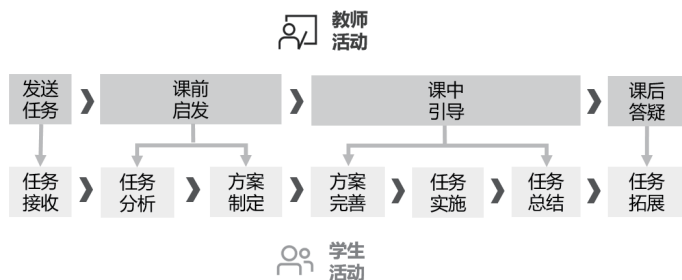 教师
活动
发送
任务
课前
启发
课中
引导
课后
答疑
任务
接收
任务
分析
方案
制定
方案
完善
任务
实施
任务
总结
任务
拓展
学生
活动